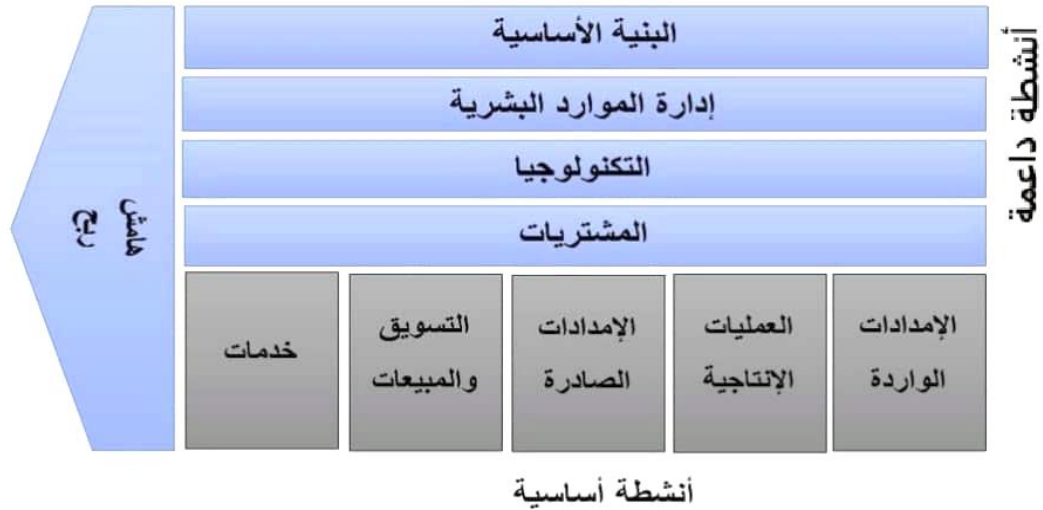 أنشطة داعمة
البنية الأساسية
إدارة الموارد البشرية
التكنولوجيا
المشتريات
الإمدادات
الواردة
العمليات
الإنتاجية
الإمدادات
الصادرة
التسويق
والمبيعات
خدمات
هامش
ربح
أنشطة أساسية